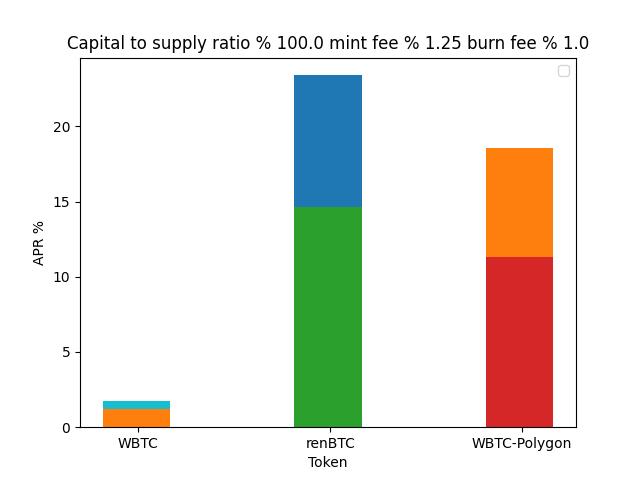 Capital to supply ratio % 100.0 mint fee % 1.25 burn fee % 1.0
APR %
20
15
10
5
0
WBTC
renBTC
WBTC-Polygon
Token